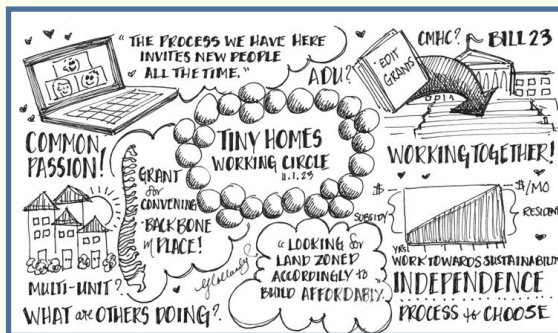 "THE PROCESS WE HAVE HERE
INVITES NEW PEOPLE
ALL THE TIME."
ADU?
EDIT
GRANDS
CMHC?
BILL 23
COMMON
PASSION!
GRANT
for
CONVENING
BACKBONE
in PLACE!
TINY HOMES
WORKING CIRCLE
11.1.23
WORKING TOGETHER!
$
$/MO
SUBSIDY
YRS
WORK TOWARDS SUSTAINABILITY
INDEPENDENCE
PROCESS to CHOOSE
"LOOKING for
LAND ZONED
ACCORDINGLY to
BUILD AFFORDABLY.
MULTI-UNIT?
WHAT are OTHERS DOING?